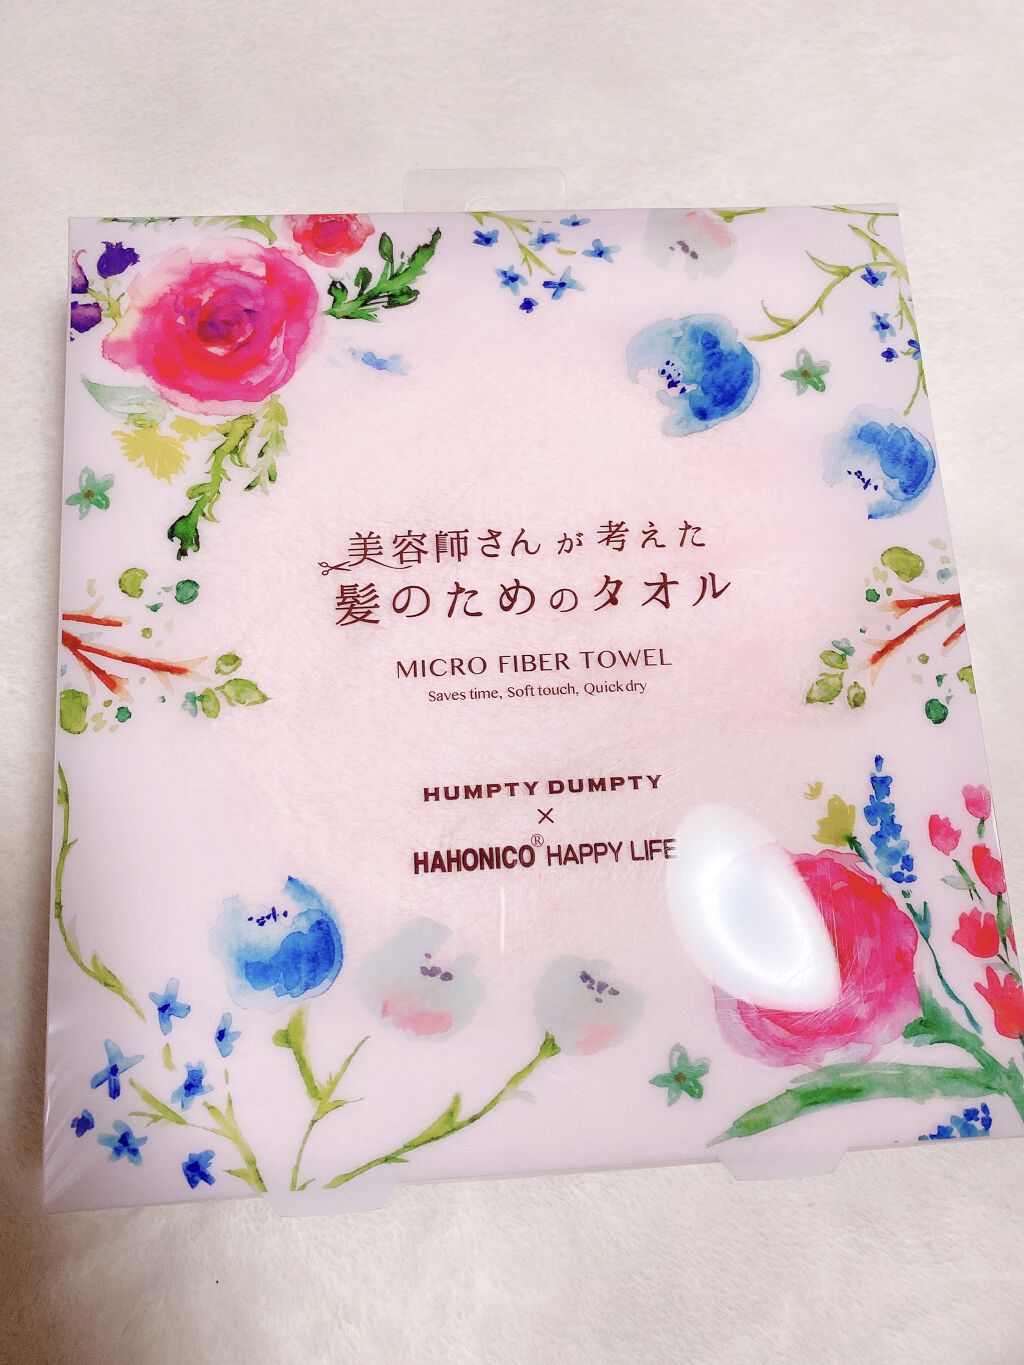 美容師さんが考えた
髪のためのタオル
MICRO FIBER TOWEL
Saves time, Soft touch, Quick dry
HUMPTY DUMPTY
×
HAHONICO® HAPPY LIFE